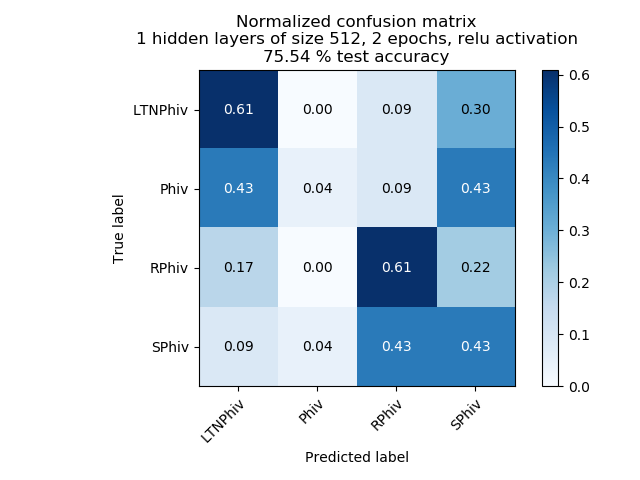 Normalized confusion matrix
1 hidden layers of size 512, 2 epochs, relu activation
75.54 % test accuracy
LTNPhiv 0.61 0.00 0.09 0.30
Phiv 0.43 0.04 0.09 0.43
RPhiv 0.17 0.00 0.61 0.22
SPhiv 0.09 0.04 0.43 0.43
True label
LTNPhiv Phiv RPhiv SPhiv
Predicted label
0.6
0.5
0.4
0.3
0.2
0.1
0.0